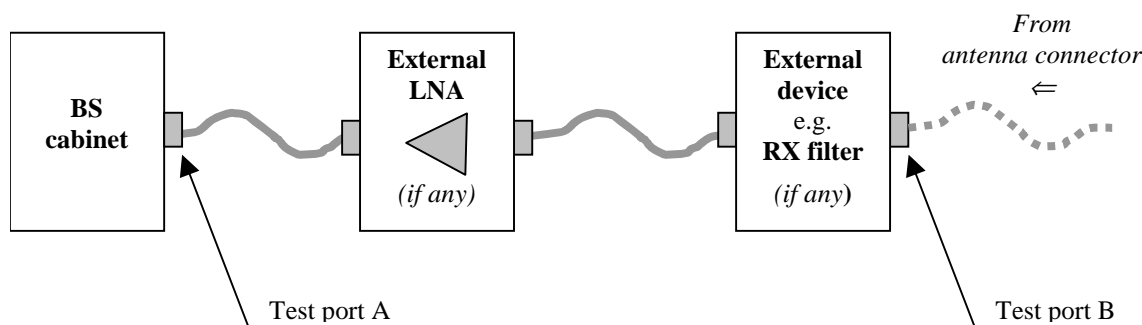 BS
cabinet
External
LNA
(if any)
External
device
e.g.
RX filter
(if any)
From
antenna connector
⇐
Test port A
Test port B